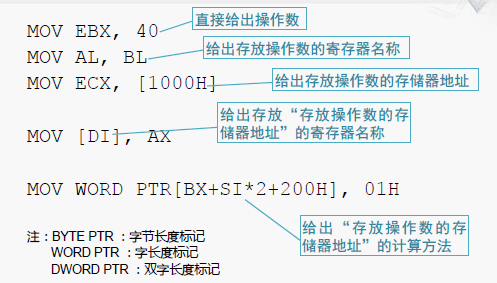 MOV EBX, 40
直接给出操作数
MOV AL, BL
给出存放操作数的寄存器名称
MOV ECX, [1000H]
给出存放操作数的存储器地址
MOV [DI], AX
给出存放“存放操作数的存
储器地址”的寄存器名称
MOV WORD PTR[BX+SI*2+200H], 01H
给出“存放操作数的存
储器地址”的计算方法
注：BYTE PTR ：字节长度标记
WORD PTR ：字长度标记
DWORD PTR ：双字长度标记